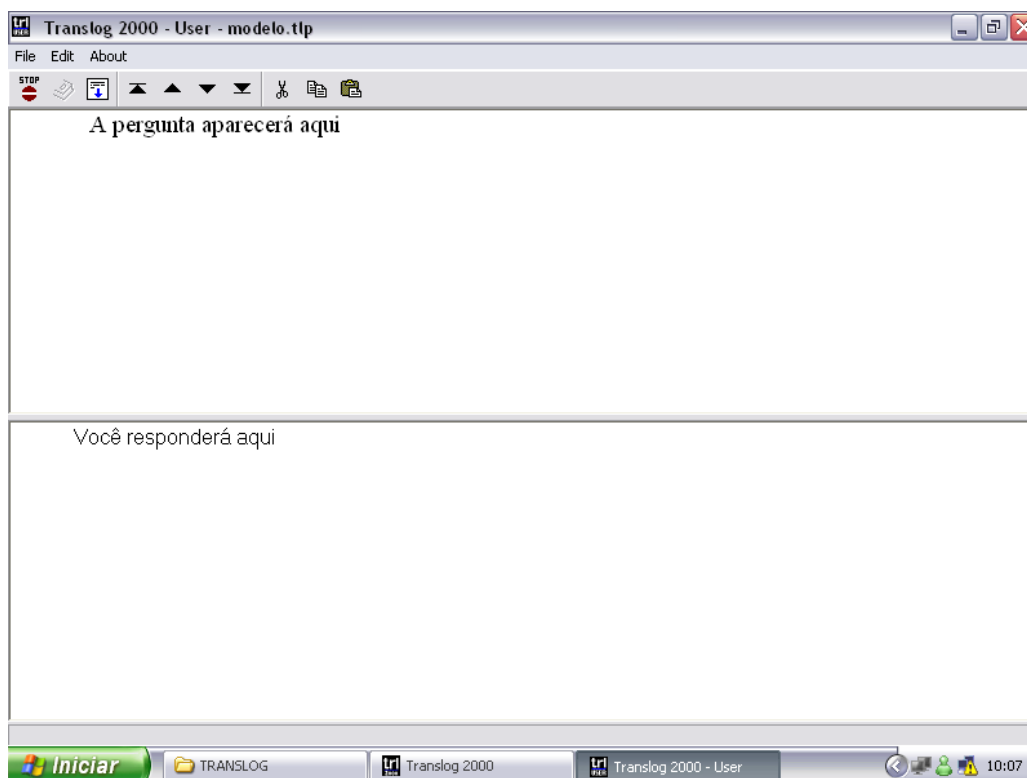 Translog 2000 - User - modelo.tlp
File Edit About
STOP
A pergunta aparecerá aqui
Você responderá aqui
Iniciar TRANSLOG Translog 2000 Translog 2000 - User 10:07